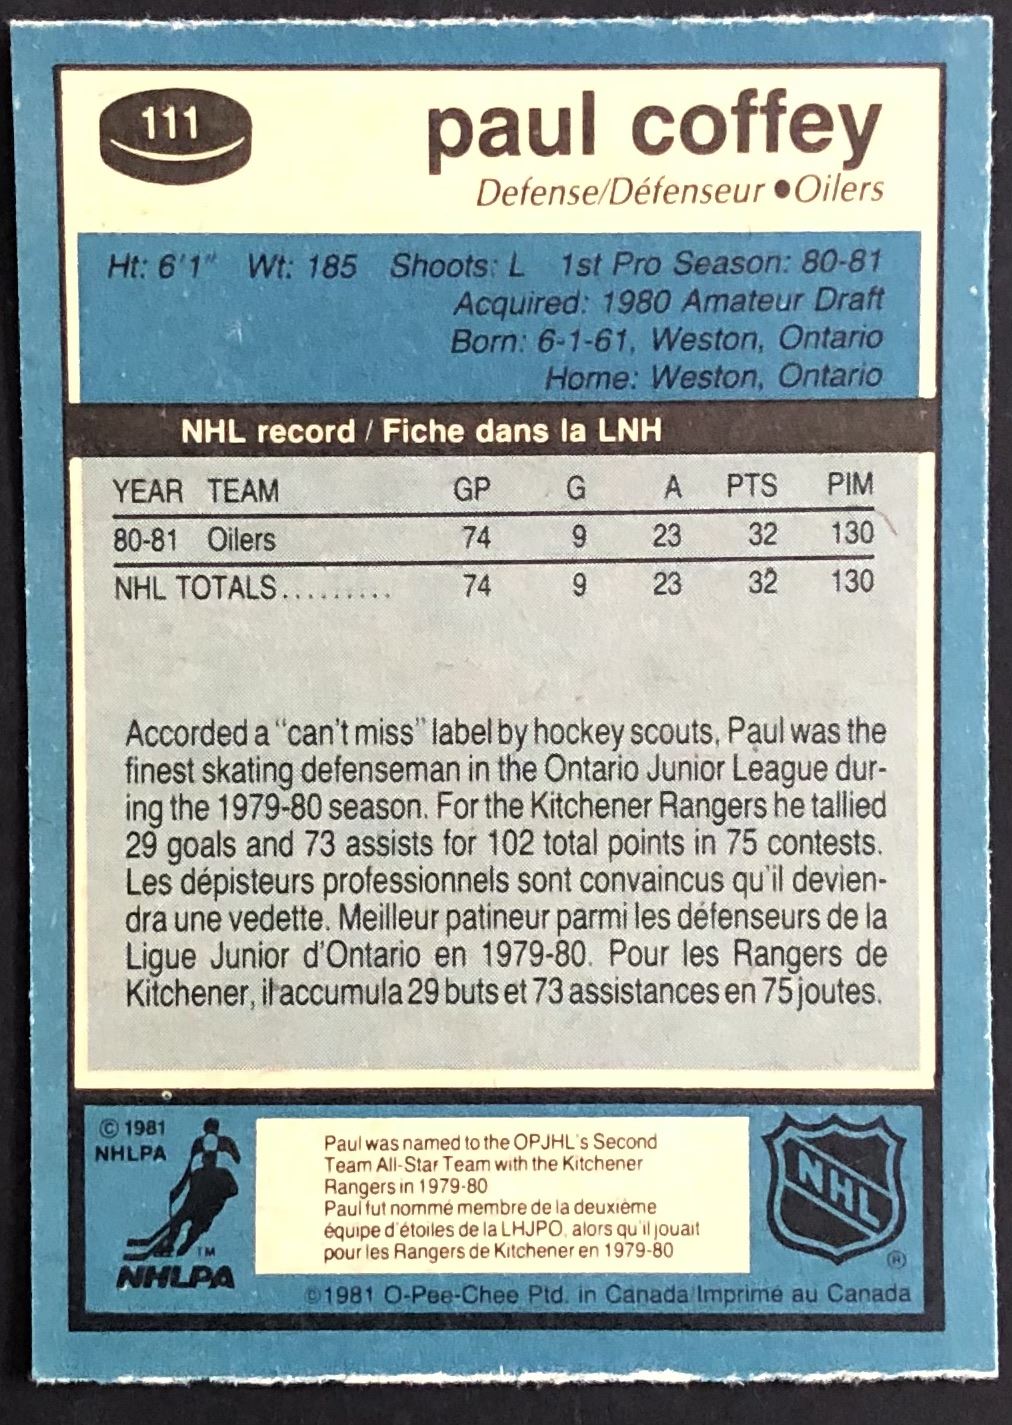 111
paul coffey
Defense/Défenseur ● Oilers
Ht: 6'1" Wt: 185 Shoots: L 1st Pro Season: 80-81
Acquired: 1980 Amateur Draft
Born: 6-1-61, Weston, Ontario
Home: Weston, Ontario
NHL record / Fiche dans la LNH
YEAR TEAM GP G A PTS PIM
80-81 Oilers 74 9 23 32 130
NHL TOTALS......... 74 9 23 32 130
Accorded a "can't miss" label by hockey scouts, Paul was the
finest skating defenseman in the Ontario Junior League dur-
ing the 1979-80 season. For the Kitchener Rangers he tallied
29 goals and 73 assists for 102 total points in 75 contests.
Les dépisteurs professionnels sont convaincus qu'il devien-
dra une vedette. Meilleur patineur parmi les défenseurs de la
Ligue Junior d'Ontario en 1979-80. Pour les Rangers de
Kitchener, il accumula 29 buts et 73 assistances en 75 joutes.
© 1981
NHLPA
TM
NHLPA
Paul was named to the OPJHL's Second
Team All-Star Team with the Kitchener
Rangers in 1979-80
Paul fut nommé membre de la deuxième
équipe d'étoiles de la LHJPO, alors qu'il jouait
pour les Rangers de Kitchener en 1979-80
NHL
®
©1981 O-Pee-Chee Ptd. in Canada/Imprimé au Canada